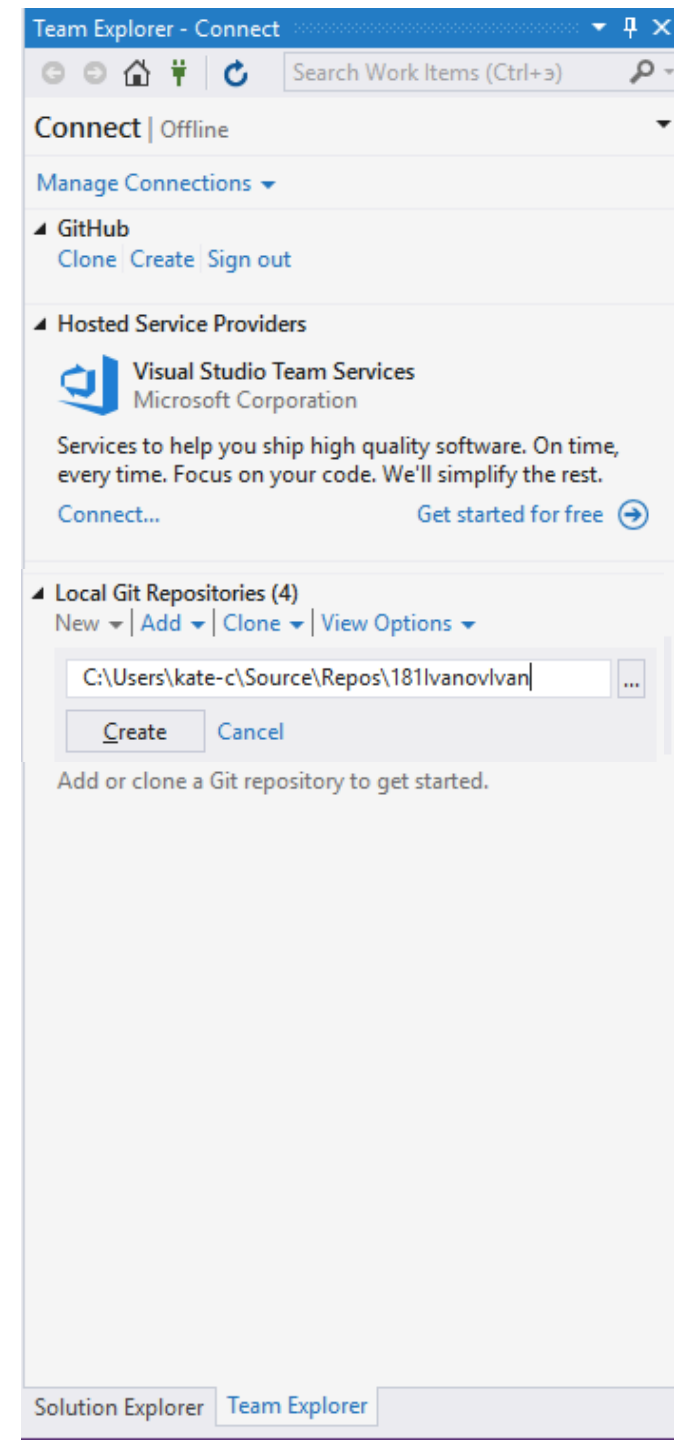 Team Explorer - Connect
Search Work Items (Ctrl+э)
Connect | Offline
Manage Connections
GitHub
Clone Create Sign out
Hosted Service Providers
Visual Studio Team Services
Microsoft Corporation
Services to help you ship high quality software. On time,
every time. Focus on your code. We'll simplify the rest.
Connect... Get started for free
Local Git Repositories (4)
New | Add | Clone | View Options
C:\Users\kate-c\Source\Repos\181IvanovIvan ...
Create Cancel
Add or clone a Git repository to get started.
Solution Explorer Team Explorer